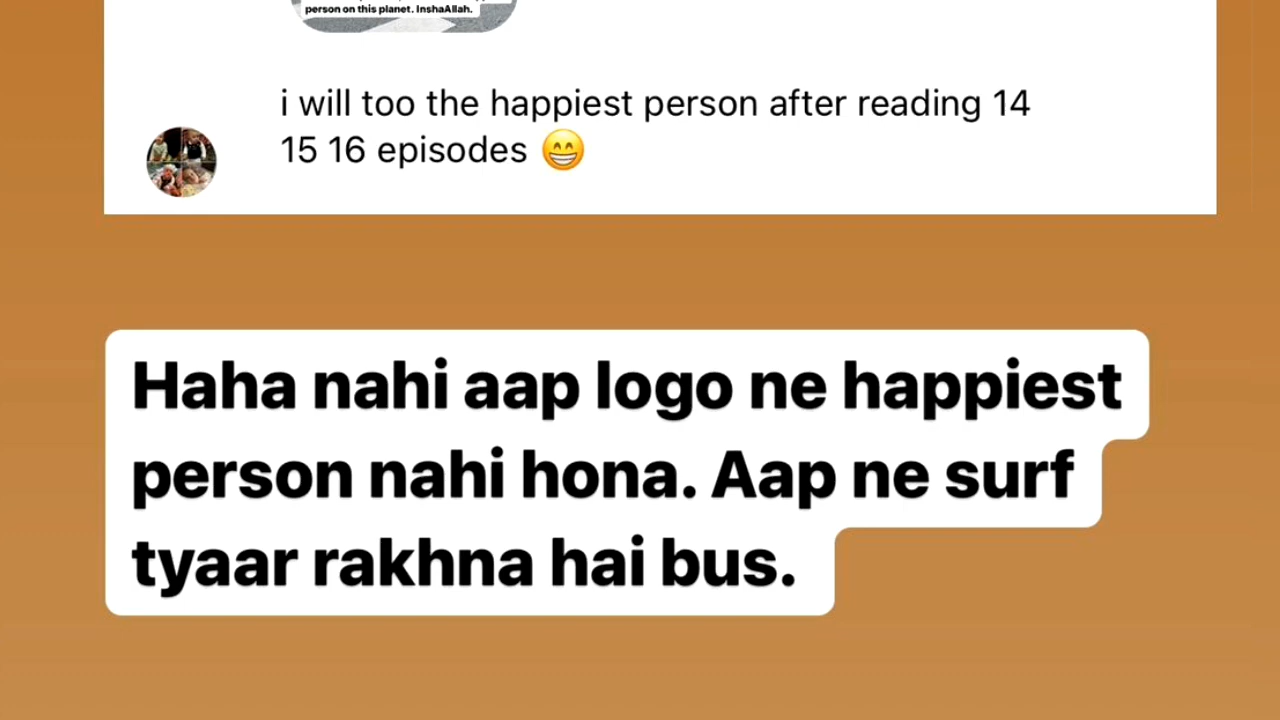 person on this planet. InshaAllah.
i will too the happiest person after reading 14
15 16 episodes 😁
Haha nahi aap logo ne happiest
person nahi hona. Aap ne surf
tyaar rakhna hai bus.